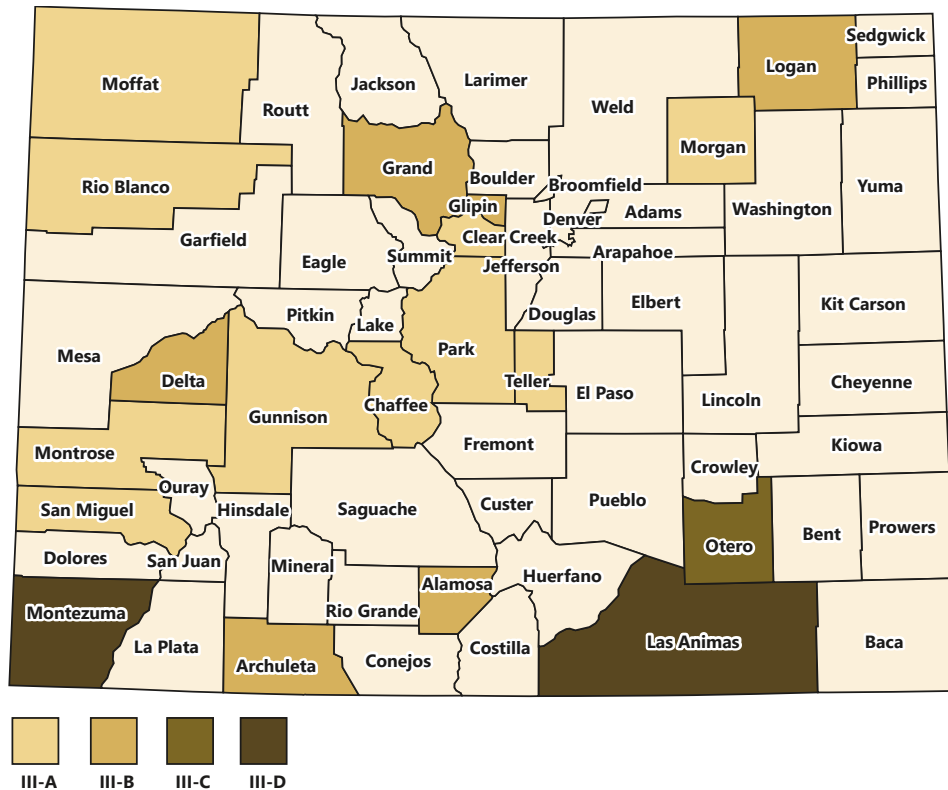 Sedgwick
Logan
Moffat
Jackson
Larimer
Phillips
Routt
Weld
Morgan
Grand
Boulder
Rio Blanco
Broomfield
Yuma
Glipin
Denver
Adams
Washington
Garfield
Clear Creek
Summit
Arapahoe
Eagle
Jefferson
Kit Carson
Elbert
Pitkin
Lake
Douglas
Mesa
Park
Delta
Teller
Cheyenne
El Paso
Lincoln
Chaffee
Gunnison
Fremont
Kiowa
Montrose
Crowley
Ouray
Pueblo
San Miguel
Hinsdale
Saguache
Custer
Prowers
Bent
Otero
Dolores
San Juan
Mineral
Huerfano
Alamosa
Montezuma
Rio Grande
Las Animas
La Plata
Costilla
Baca
Conejos
Archuleta
III-A
III-B
III-C
III-D